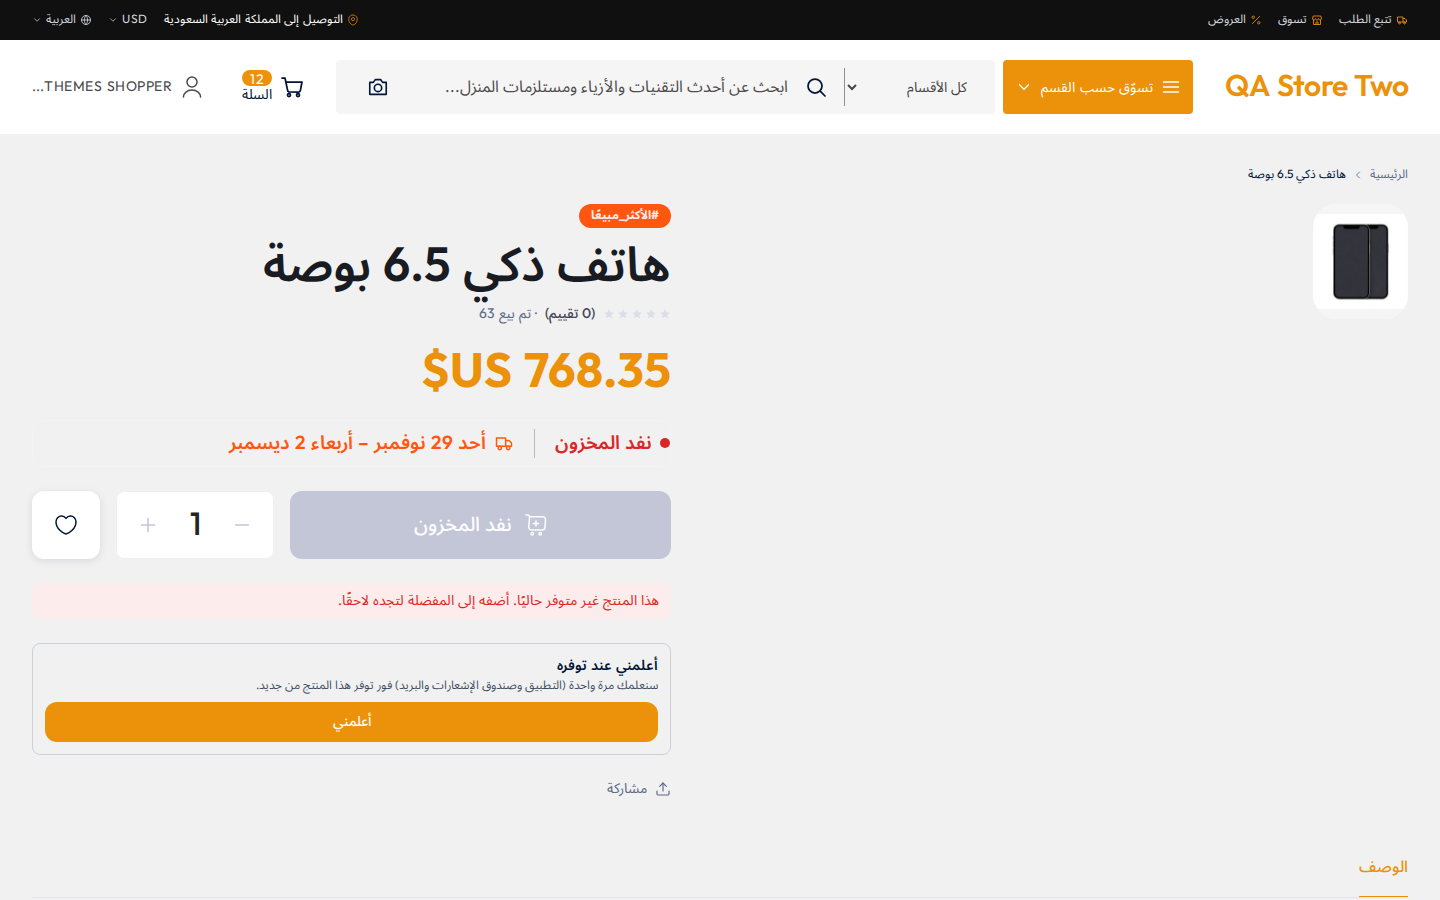 تتبع الطلب
تسوق
العروض
التوصيل إلى المملكة العربية السعودية
USD
العربية
QA Store Two
تسوّق حسب القسم
كل الأقسام
ابحث عن أحدث التقنيات والأزياء ومستلزمات المنزل...
12
السلة
THEMES SHOPPER...
الرئيسية
هاتف ذكي 6.5 بوصة
#الأكثر_مبيعًا
هاتف ذكي 6.5 بوصة
(0 تقييم) · تم بيع 63
768.35 US$
نفد المخزون
أحد 29 نوفمبر – أربعاء 2 ديسمبر
نفد المخزون
1
هذا المنتج غير متوفر حاليًا. أضفه إلى المفضلة لتجده لاحقًا.
أعلمني عند توفره
سنعلمك مرة واحدة (التطبيق وصندوق الإشعارات والبريد) فور توفر هذا المنتج من جديد.
أعلمني
مشاركة
الوصف